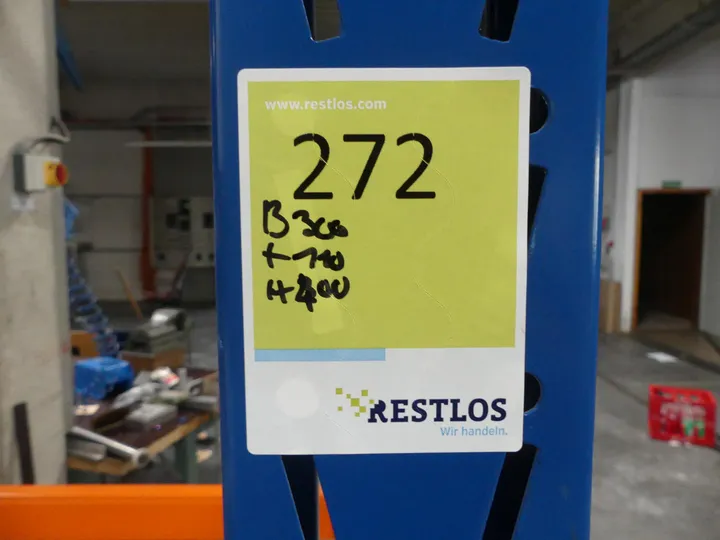 www.restlos.com
272
B 300
t-110
H 400
RESTLOS
Wir handeln.